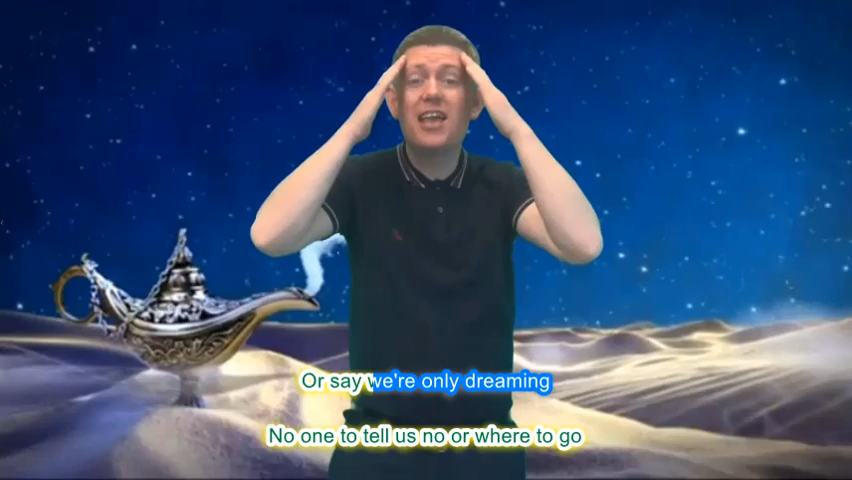 Or say we're only dreaming
No one to tell us no or where to go